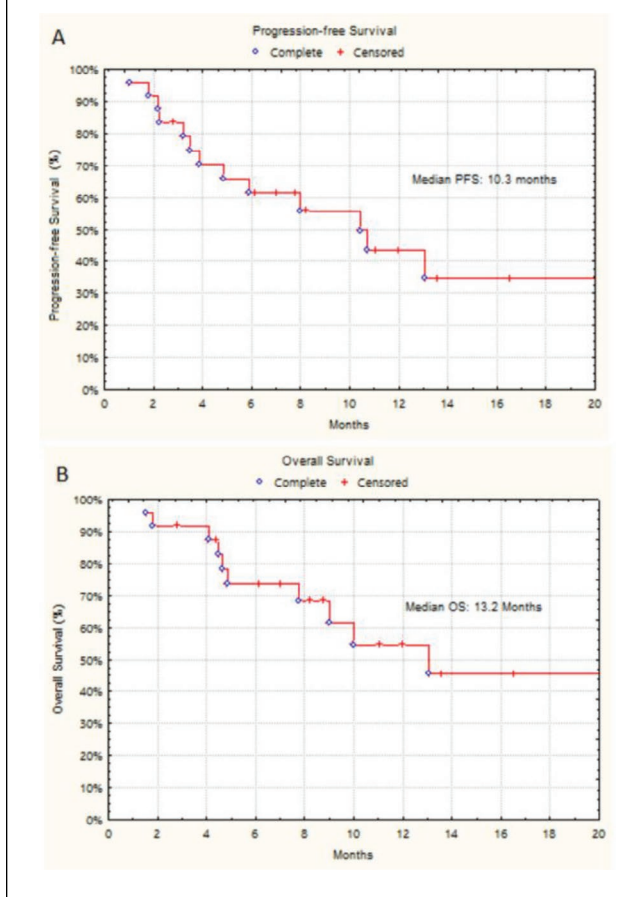 A
Progression-free Survival
Complete Censored
100%
90%
80%
70%
60%
50%
40%
30%
20%
10%
0%
Progression-free Survival (%)
Median PFS: 10.3 months
0 2 4 6 8 10 12 14 16 18 20
Months
B
Overall Survival
Complete Censored
100%
90%
80%
70%
60%
50%
40%
30%
20%
10%
0%
Overall Survival (%)
Median OS: 13.2 Months
0 2 4 6 8 10 12 14 16 18 20
Months